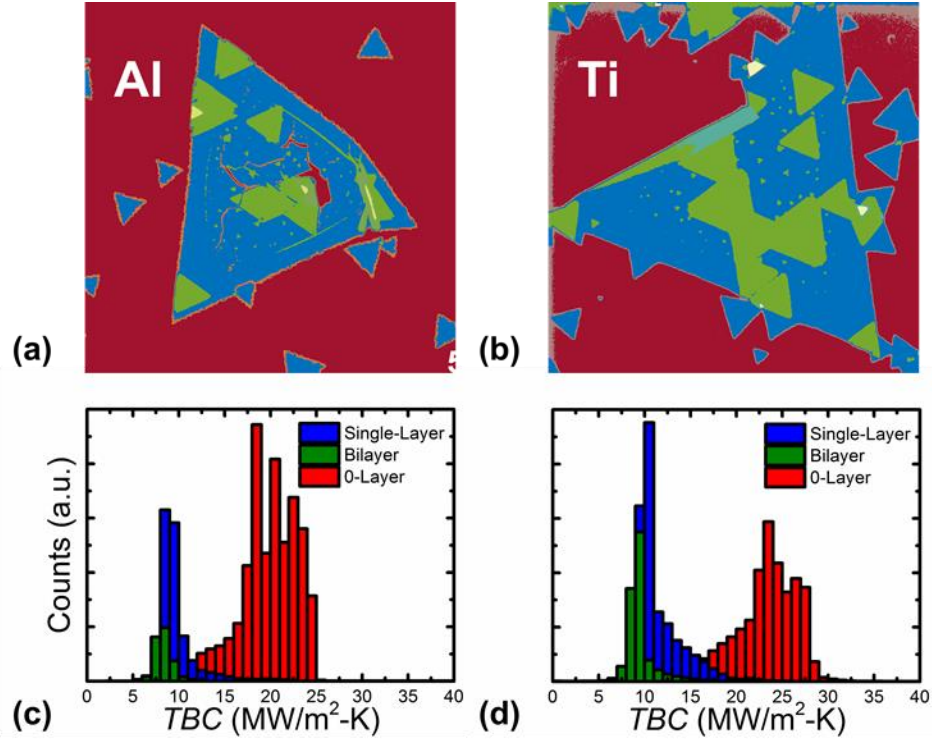 Al
Ti
5
(a)
(b)
Single-Layer
Bilayer
0-Layer
Single-Layer
Bilayer
0-Layer
Counts (a.u.)
0 5 10 15 20 25 30 35 40
0 5 10 15 20 25 30 35 40
(c)
TBC (MW/m²-K)
(d)
TBC (MW/m²-K)